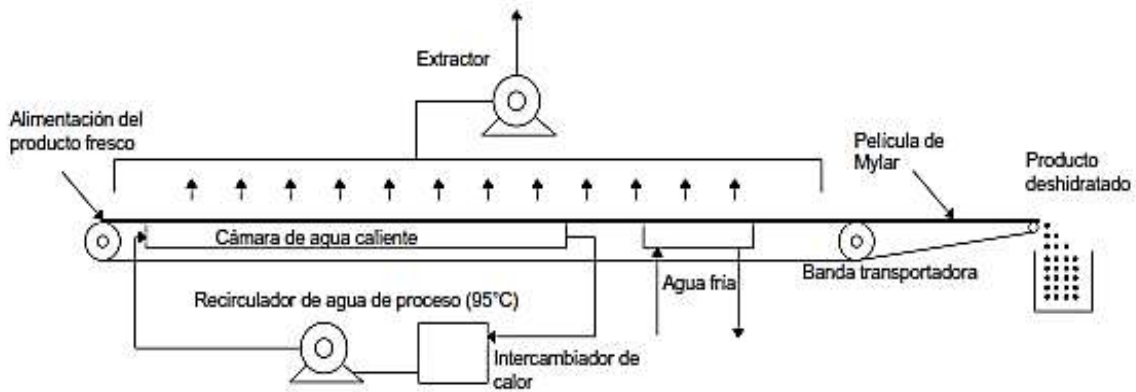 Extractor
Alimentación del
producto fresco
Película de
Mylar
Producto
deshidratado
Cámara de agua caliente
Agua fria
Banda transportadora
Recirculador de agua de proceso (95°C)
Intercambiador de
calor